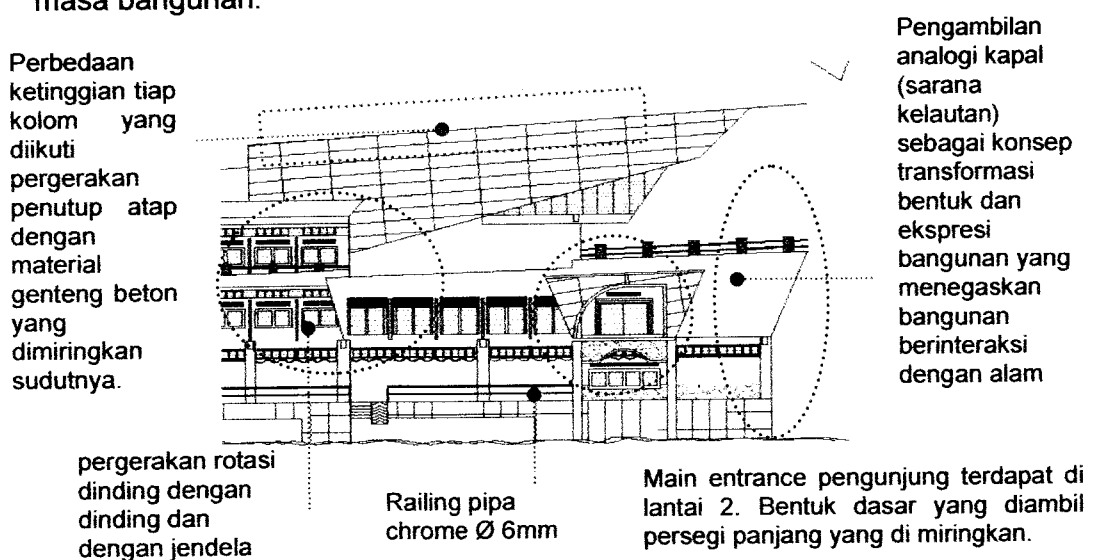 masa bangunan.
Perbedaan
ketinggian tiap
kolom yang
diikuti
pergerakan
penutup atap
dengan
material
genteng beton
yang
dimiringkan
sudutnya.
Pengambilan
analogi kapal
(sarana
kelautan)
sebagai konsep
transformasi
bentuk dan
ekspresi
bangunan yang
menegaskan
bangunan
berinteraksi
dengan alam
pergerakan rotasi
dinding dengan
dinding dan
dengan jendela
Railing pipa
chrome Ø 6mm
Main entrance pengunjung terdapat di
lantai 2. Bentuk dasar yang diambil
persegi panjang yang di miringkan.